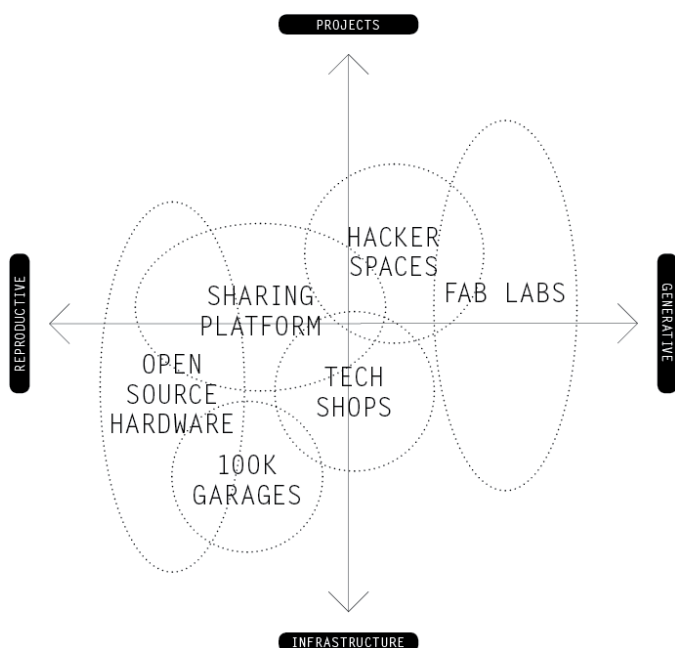 PROJECTS
HACKER
SPACES
REPRODUCTIVE
GENERATIVE
SHARING
PLATFORM
FAB LABS
OPEN
SOURCE
HARDWARE
TECH
SHOPS
100K
GARAGES
INFRASTRUCTURE